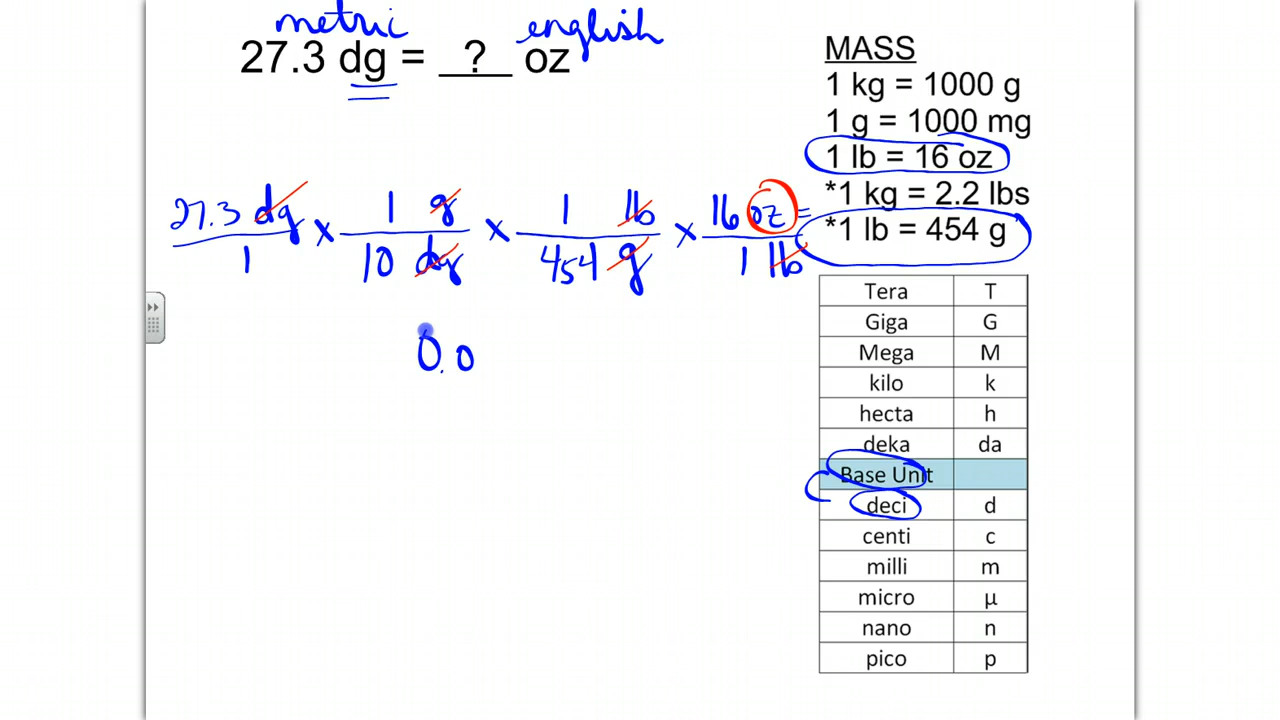 metric english
27.3 dg = ? oz
27.3 dg × 1 g × 1 lb × 16 oz =
1 10 dg 454 g 1 lb
0.0
MASS
1 kg = 1000 g
1 g = 1000 mg
1 lb = 16 oz
*1 kg = 2.2 lbs
*1 lb = 454 g
Tera T
Giga G
Mega M
kilo k
hecta h
deka da
Base Unit
deci d
centi c
milli m
micro μ
nano n
pico p